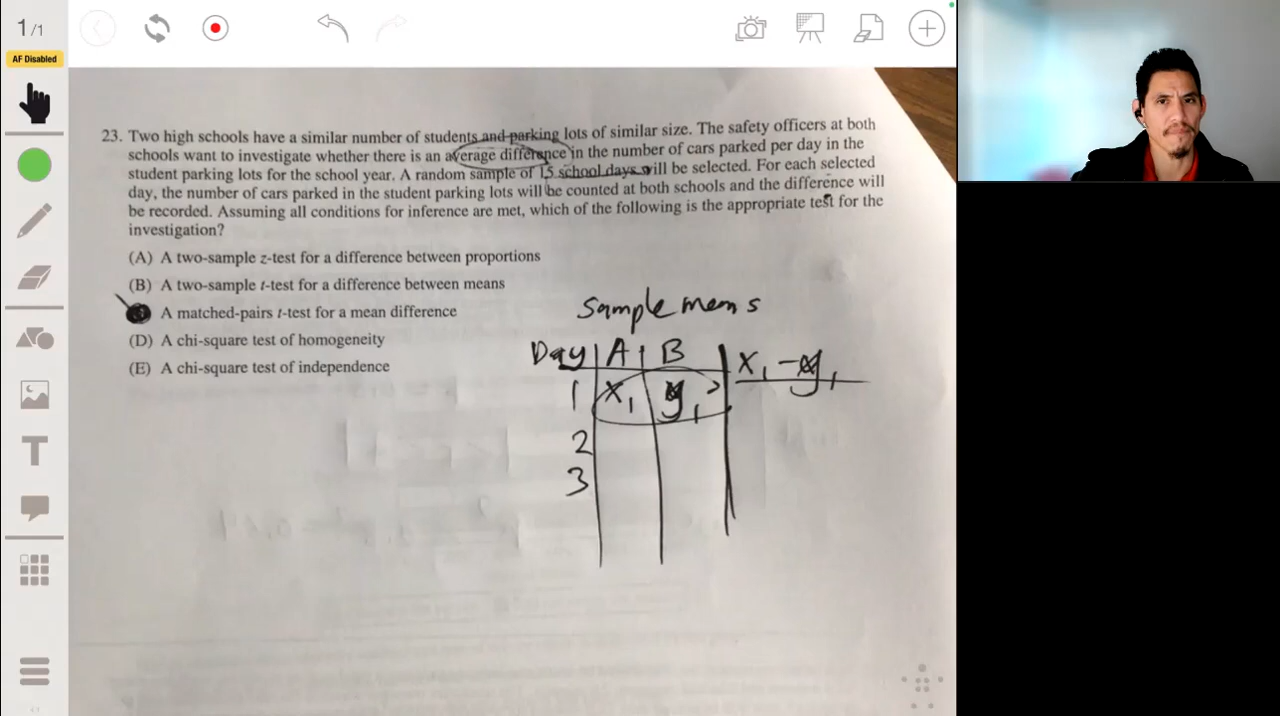 1/1
AF Disabled
23. Two high schools have a similar number of students and parking lots of similar size. The safety officers at both
schools want to investigate whether there is an average difference in the number of cars parked per day in the
student parking lots for the school year. A random sample of 15 school days will be selected. For each selected
day, the number of cars parked in the student parking lots will be counted at both schools and the difference will
be recorded. Assuming all conditions for inference are met, which of the following is the appropriate test for the
investigation?
(A) A two-sample z-test for a difference between proportions
(B) A two-sample t-test for a difference between means
A matched-pairs t-test for a mean difference
(D) A chi-square test of homogeneity
(E) A chi-square test of independence
Sample means
Day A B x₁ - y₁
1 x₁ y₁
2
3
T